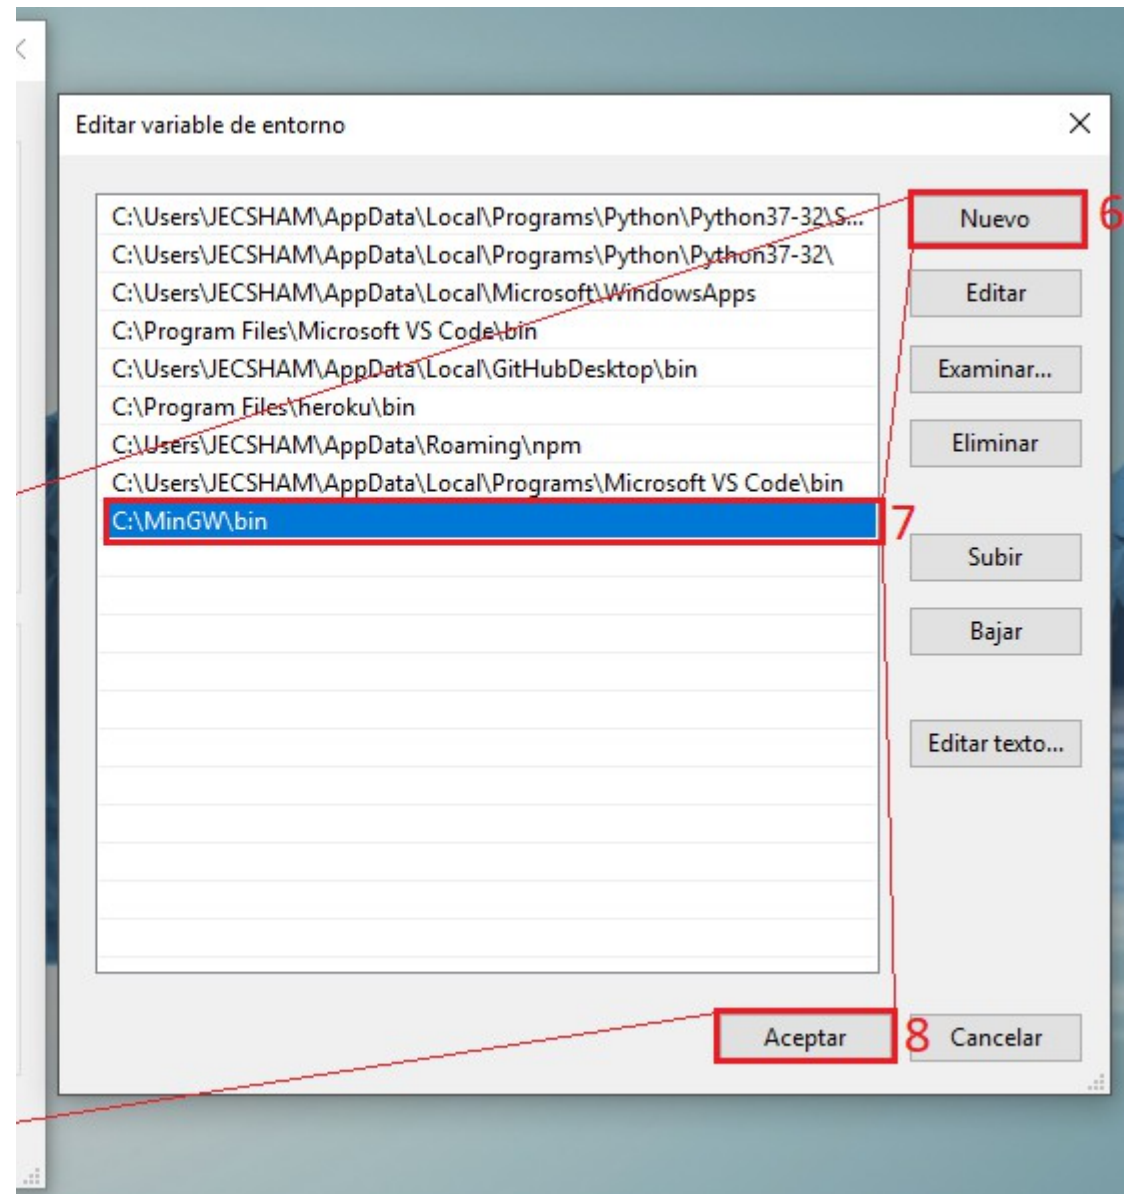 Editar variable de entorno
C:\Users\JECSHAM\AppData\Local\Programs\Python\Python37-32\S...
C:\Users\JECSHAM\AppData\Local\Programs\Python\Python37-32\
C:\Users\JECSHAM\AppData\Local\Microsoft\WindowsApps
C:\Program Files\Microsoft VS Code\bin
C:\Users\JECSHAM\AppData\Local\GitHubDesktop\bin
C:\Program Files\heroku\bin
C:\Users\JECSHAM\AppData\Roaming\npm
C:\Users\JECSHAM\AppData\Local\Programs\Microsoft VS Code\bin
C:\MinGW\bin
7
Nuevo
6
Editar
Examinar...
Eliminar
Subir
Bajar
Editar texto...
Aceptar
8
Cancelar